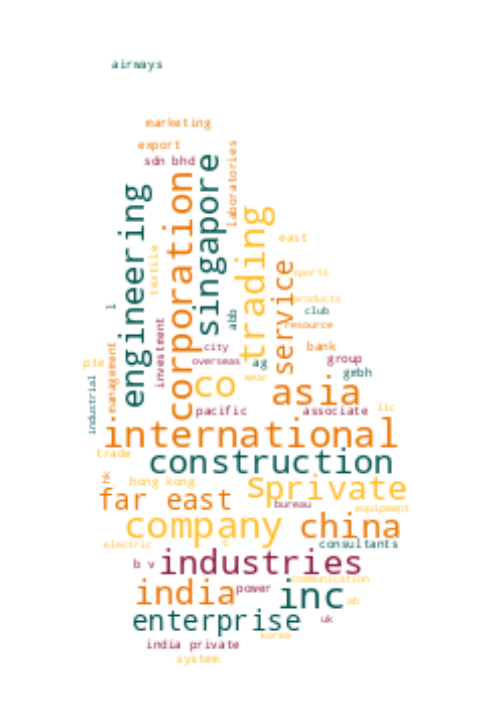 airways
marketing
export
sdn bhd
laboratories
corporation
singapore
engineering
trading
east
textile
service
sports
products
l
club
abb
resource
investment
management
city
bank
overseas
ag
group
pte
gmbh
industrial
co
wear
asia
pacific
associate
llc
international
trade
construction
hk
hong kong
s
private
far east
bureau
equipment
company
china
electric
c
consultants
b v
industries
communication
india
power
inc
ab
enterprise
uk
korea
india private
system